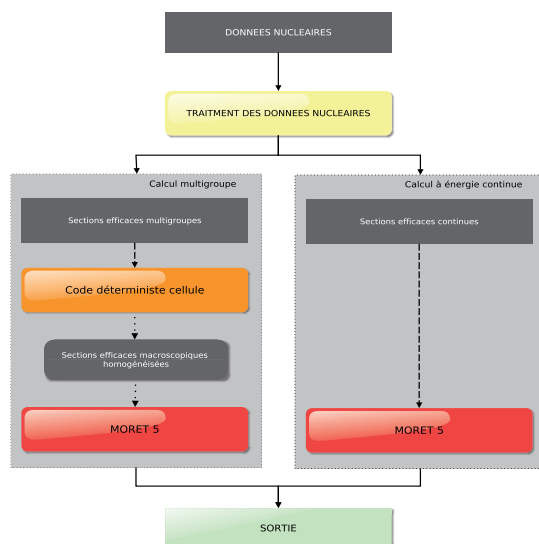 DONNEES NUCLEAIRES
TRAITMENT DES DONNEES NUCLEAIRES
Calcul multigroupe
Sections efficaces multigroupes
Code déterministe cellule
Sections efficaces macroscopiques
homogénéisées
MORET 5
Calcul à énergie continue
Sections efficaces continues
MORET 5
SORTIE